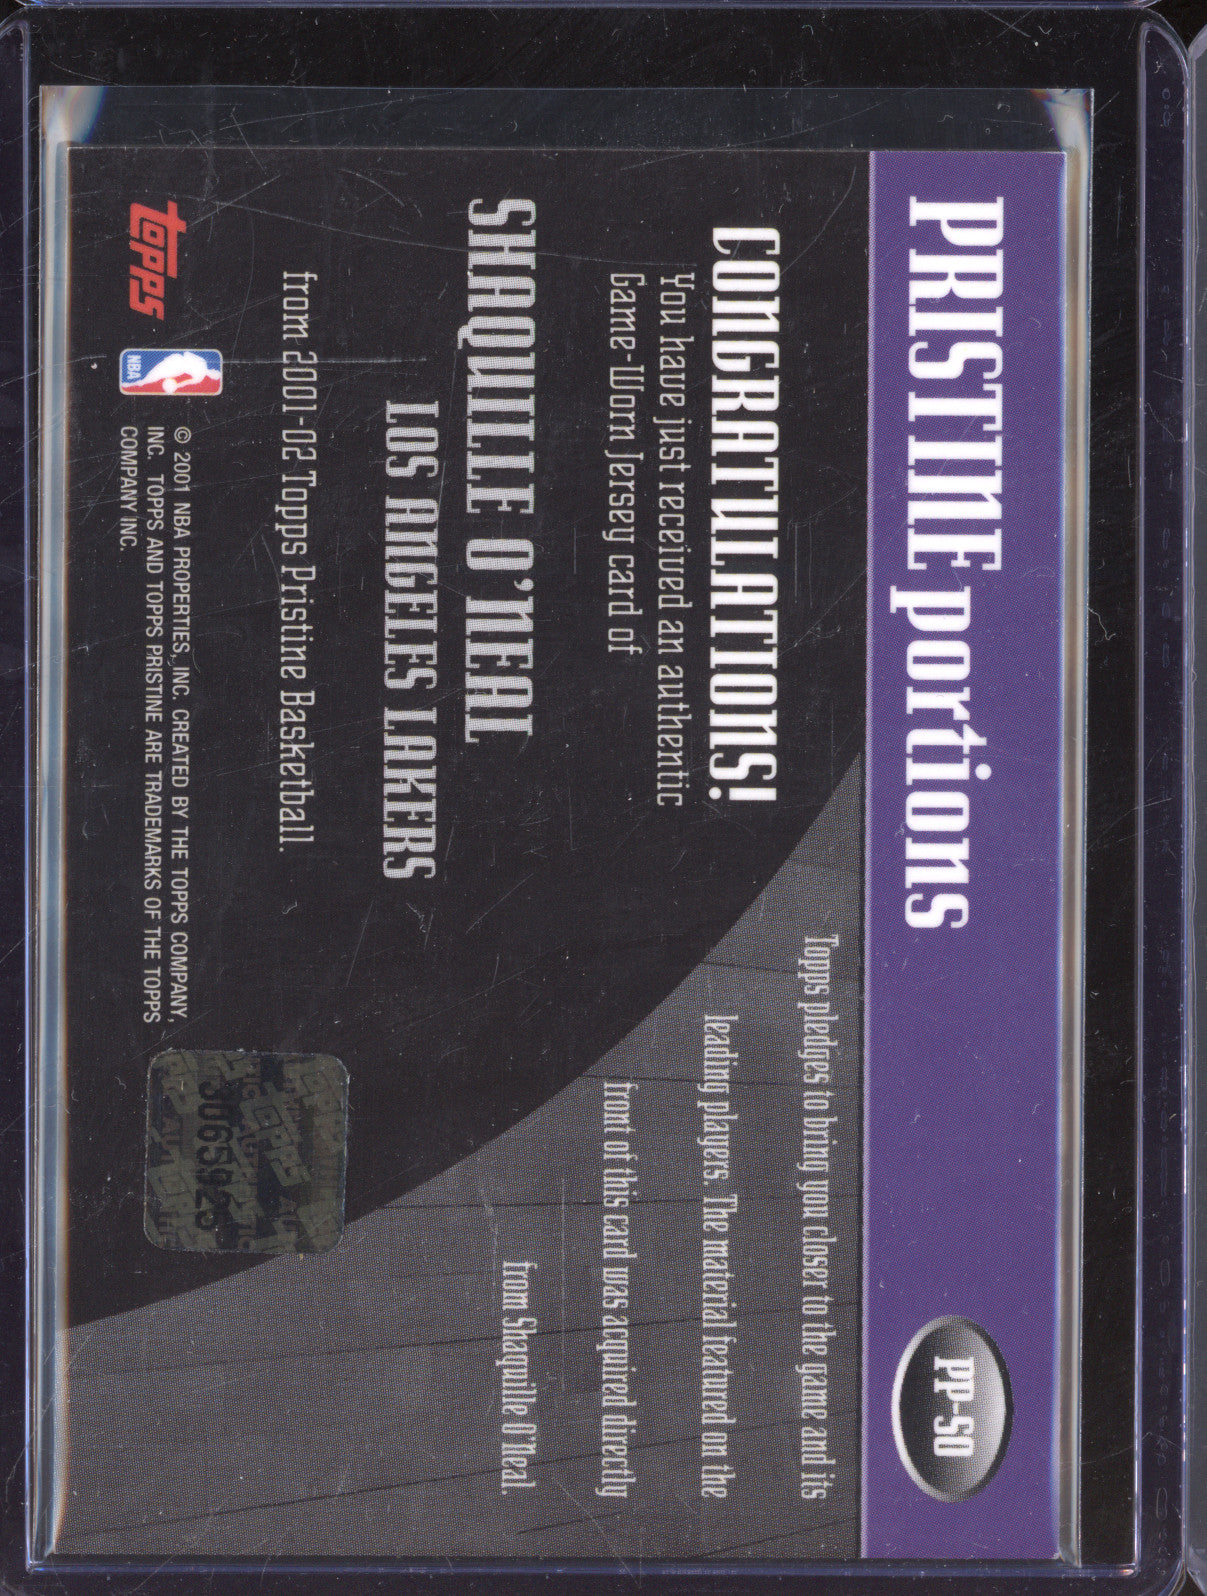 PRISTINE portions
PP-SO
CONGRATULATIONS!
You have just received an authentic
Game-Worn Jersey card of
SHAQUILLE O'NEAL
LOS ANGELES LAKERS
from 2001-02 Topps Pristine Basketball.
Topps pledges to bring you closer to the game and its
leading players. The material featured on the
front of this card was acquired directly
from Shaquille O'Neal.
topps
NBA
© 2001 NBA PROPERTIES, INC. CREATED BY THE TOPPS COMPANY,
INC. TOPPS AND TOPPS PRISTINE ARE TRADEMARKS OF THE TOPPS
COMPANY INC.